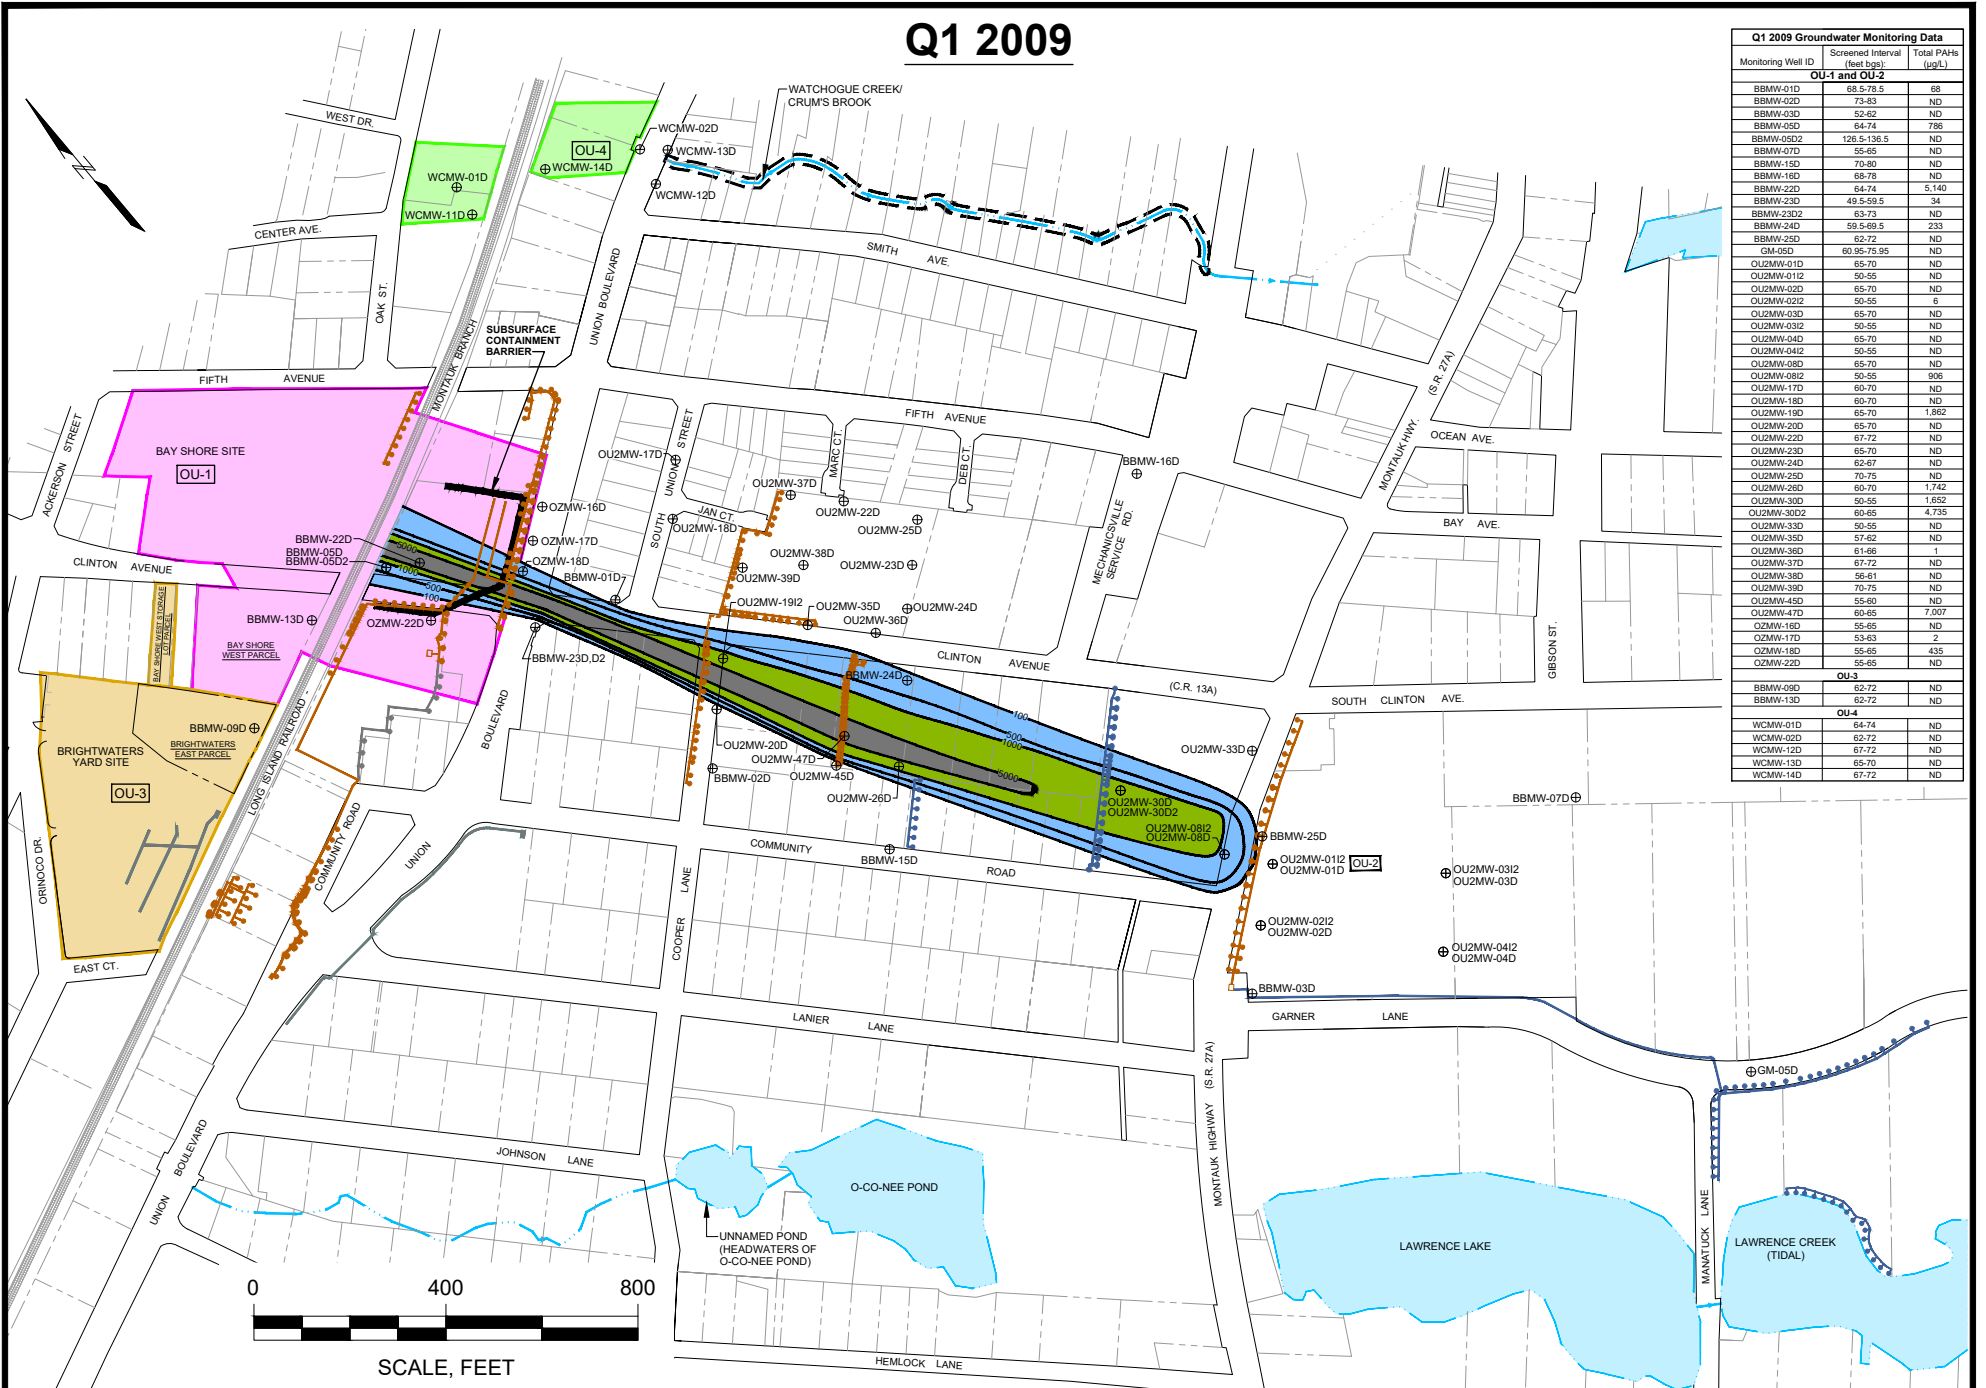 Q1 2009
Q1 2009 Groundwater Monitoring Data
Monitoring Well ID Screened Interval (feet bgs): Total PAHs (µg/L)
OU-1 and OU-2
BBMW-01D 68.5-78.5 68
BBMW-02D 73-83 ND
BBMW-03D 52-62 ND
BBMW-05D 64-74 786
BBMW-05D2 126.5-136.5 ND
BBMW-07D 55-65 ND
BBMW-15D 70-80 ND
BBMW-16D 68-78 ND
BBMW-22D 64-74 5,140
BBMW-23D 49.5-59.5 34
BBMW-23D2 63-73 ND
BBMW-24D 59.5-69.5 233
BBMW-25D 62-72 ND
GM-05D 60.95-75.95 ND
OU2MW-01D 65-70 ND
OU2MW-01I2 50-55 ND
OU2MW-02D 65-70 ND
OU2MW-02I2 50-55 6
OU2MW-03D 65-70 ND
OU2MW-03I2 50-55 ND
OU2MW-04D 65-70 ND
OU2MW-04I2 50-55 ND
OU2MW-08D 65-70 ND
OU2MW-08I2 50-55 906
OU2MW-17D 60-70 ND
OU2MW-18D 60-70 ND
OU2MW-19D 65-70 1,862
OU2MW-20D 65-70 ND
OU2MW-22D 67-72 ND
OU2MW-23D 65-70 ND
OU2MW-24D 62-67 ND
OU2MW-25D 70-75 ND
OU2MW-26D 60-70 1,742
OU2MW-30D 50-55 1,652
OU2MW-30D2 60-65 4,735
OU2MW-33D 50-55 ND
OU2MW-35D 57-62 ND
OU2MW-36D 61-66 1
OU2MW-37D 67-72 ND
OU2MW-38D 56-61 ND
OU2MW-39D 70-75 ND
OU2MW-45D 55-60 ND
OU2MW-47D 60-65 7,007
OZMW-16D 55-65 ND
OZMW-17D 53-63 2
OZMW-18D 55-65 435
OZMW-22D 55-65 ND
OU-3
BBMW-09D 62-72 ND
BBMW-13D 62-72 ND
OU-4
WCMW-01D 64-74 ND
WCMW-02D 62-72 ND
WCMW-12D 67-72 ND
WCMW-13D 65-70 ND
WCMW-14D 67-72 ND
N
WATCHOGUE CREEK/
CRUM'S BROOK
WEST DR.
WCMW-02D
OU-4
WCMW-13D
WCMW-14D
WCMW-01D
WCMW-12D
WCMW-11D
CENTER AVE.
SMITH AVE.
OAK ST.
UNION BOULEVARD
MONTAUK BRANCH
SUBSURFACE
CONTAINMENT
BARRIER
FIFTH AVENUE
FIFTH AVENUE
MONTAUK HWY. (S.R. 27A)
OCEAN AVE.
ACKERSON STREET
BAY SHORE SITE
OU-1
OU2MW-17D
SOUTH UNION STREET
MARC CT.
DEB CT.
BBMW-16D
OU2MW-37D
OU2MW-22D
OZMW-16D
JAN CT.
OU2MW-18D
OU2MW-25D
BAY AVE.
MECHANICSVILLE
SERVICE RD.
BBMW-22D
BBMW-05D
BBMW-05D2
OZMW-17D
OZMW-18D
OU2MW-38D
OU2MW-23D
OU2MW-39D
CLINTON AVENUE
5000
1000
500
100
BBMW-01D
OU2MW-19I2
OU2MW-35D
OU2MW-24D
OU2MW-36D
BBMW-13D
OZMW-22D
BAY SHORE WEST STORAGE
LOT PARCEL
BAY SHORE
WEST PARCEL
BBMW-23D,D2
CLINTON AVENUE
(C.R. 13A)
GIBSON ST.
BBMW-24D
SOUTH CLINTON AVE.
100
500
1000
5000
BBMW-09D
BRIGHTWATERS
YARD SITE
BRIGHTWATERS
EAST PARCEL
OU-3
LONG ISLAND RAILROAD
BOULEVARD
OU2MW-20D
OU2MW-47D
BBMW-02D
OU2MW-45D
OU2MW-26D
OU2MW-33D
OU2MW-30D
OU2MW-30D2
BBMW-07D
OU2MW-08I2
OU2MW-08D
BBMW-25D
OU2MW-01I2
OU2MW-01D
OU-2
OU2MW-03I2
OU2MW-03D
ORINOCO DR.
COMMUNITY ROAD
UNION
COMMUNITY ROAD
BBMW-15D
COOPER LANE
OU2MW-02I2
OU2MW-02D
OU2MW-04I2
OU2MW-04D
EAST CT.
BBMW-03D
GARNER LANE
LANIER LANE
GM-05D
MONTAUK HIGHWAY (S.R. 27A)
JOHNSON LANE
UNION BOULEVARD
O-CO-NEE POND
UNNAMED POND
(HEADWATERS OF
O-CO-NEE POND)
LAWRENCE LAKE
MANATUCK LANE
LAWRENCE CREEK
(TIDAL)
0 400 800
SCALE, FEET
HEMLOCK LANE